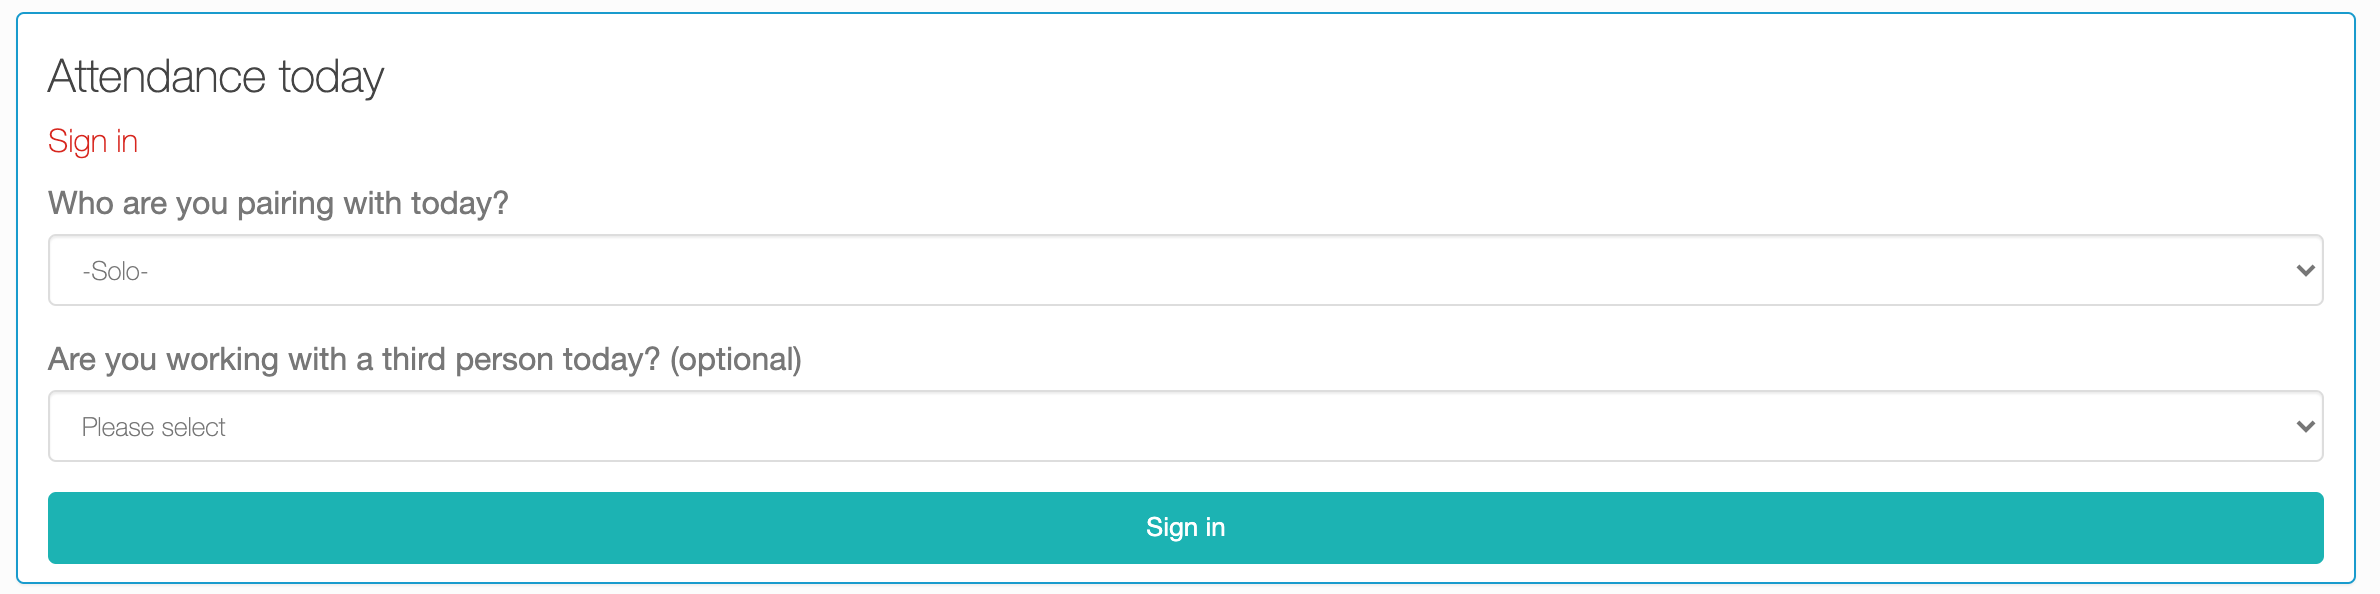 Attendance today
Sign in
Who are you pairing with today?
-Solo-
Are you working with a third person today? (optional)
Please select
Sign in